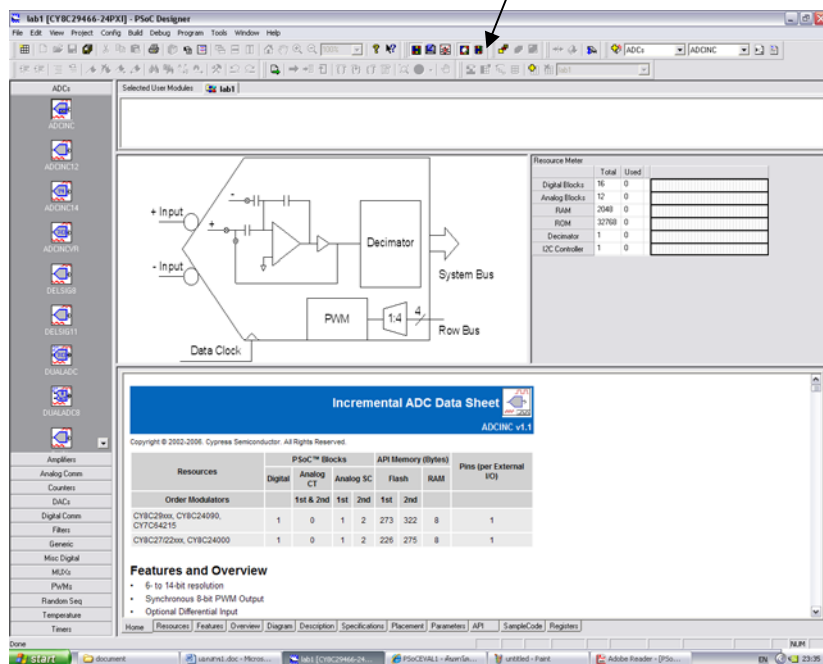 lab1 [CY8C29466-24PXI] - PSoC Designer
File Edit View Project Config Build Debug Program Tools Window Help
100%
ADCs
ADCINC
lab1
ADCs
Selected User Modules
lab1
ADCINC
ADCINC12
ADCINC14
ADCINCVR
DELSIG8
DELSIG11
DUALADC
DUALADC8
Amplifiers
Analog Comm
Counters
DACs
Digital Comm
Filters
Generic
Misc Digital
MUXs
PWMs
Random Seq
Temperature
Timers
+ Input
- Input
-
+
Decimator
System Bus
PWM
1:4
4
Row Bus
Data Clock
Resource Meter
Total Used
Digital Blocks 16 0
Analog Blocks 12 0
RAM 2048 0
ROM 32768 0
Decimator 1 0
I2C Controller 1 0
Incremental ADC Data Sheet
ADCINC v1.1
Copyright © 2002-2006. Cypress Semiconductor. All Rights Reserved.
Resources
PSoC™ Blocks
API Memory (Bytes)
Pins (per External I/O)
Digital
Analog CT
Analog SC
Flash
RAM
Order Modulators 1st & 2nd 1st 2nd 1st 2nd
CY8C29xxx, CY8C24090, CY7C64215 1 0 1 2 273 322 8 1
CY8C27/22xxx, CY8C24000 1 0 1 2 226 275 8 1
Features and Overview
• 6- to 14-bit resolution
• Synchronous 8-bit PWM Output
• Optional Differential Input
Home Resources Features Overview Diagram Description Specifications Placement Parameters API SampleCode Registers
Done
NUM
start
document
lab1 [CY8C29466-24...
untitled - Paint
Adobe Reader - [PSo...
EN
23:35